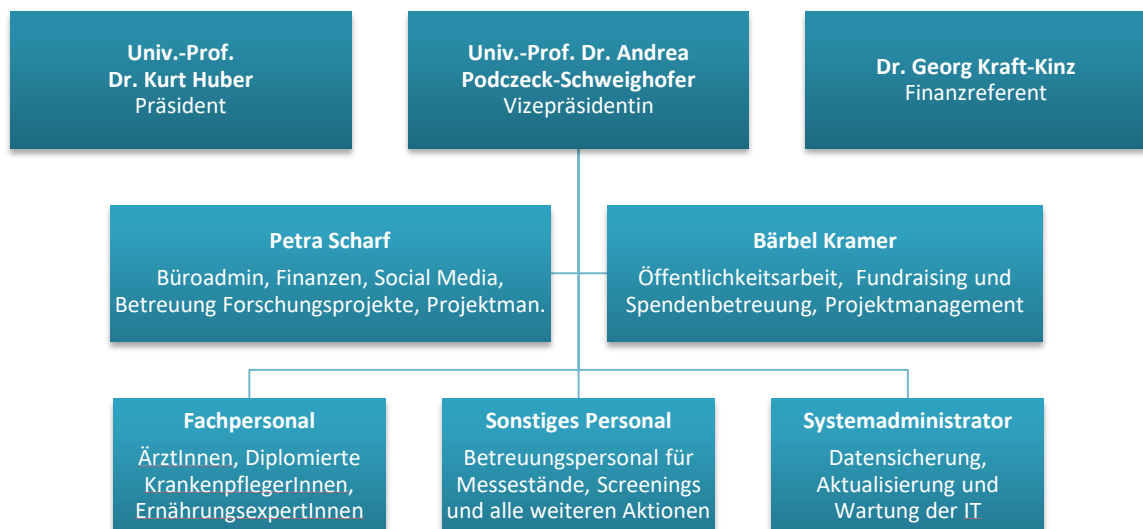 Univ.-Prof.
Dr. Kurt Huber
Präsident
Univ.-Prof. Dr. Andrea
Podczeck-Schweighofer
Vizepräsidentin
Dr. Georg Kraft-Kinz
Finanzreferent
Petra Scharf
Büroadmin, Finanzen, Social Media,
Betreuung Forschungsprojekte, Projektman.
Bärbel Kramer
Öffentlichkeitsarbeit, Fundraising und
Spendenbetreuung, Projektmanagement
Fachpersonal
ÄrztInnen, Diplomierte
KrankenpflegerInnen,
ErnährungsexpertInnen
Sonstiges Personal
Betreuungspersonal für
Messestände, Screenings
und alle weiteren Aktionen
Systemadministrator
Datensicherung,
Aktualisierung und
Wartung der IT